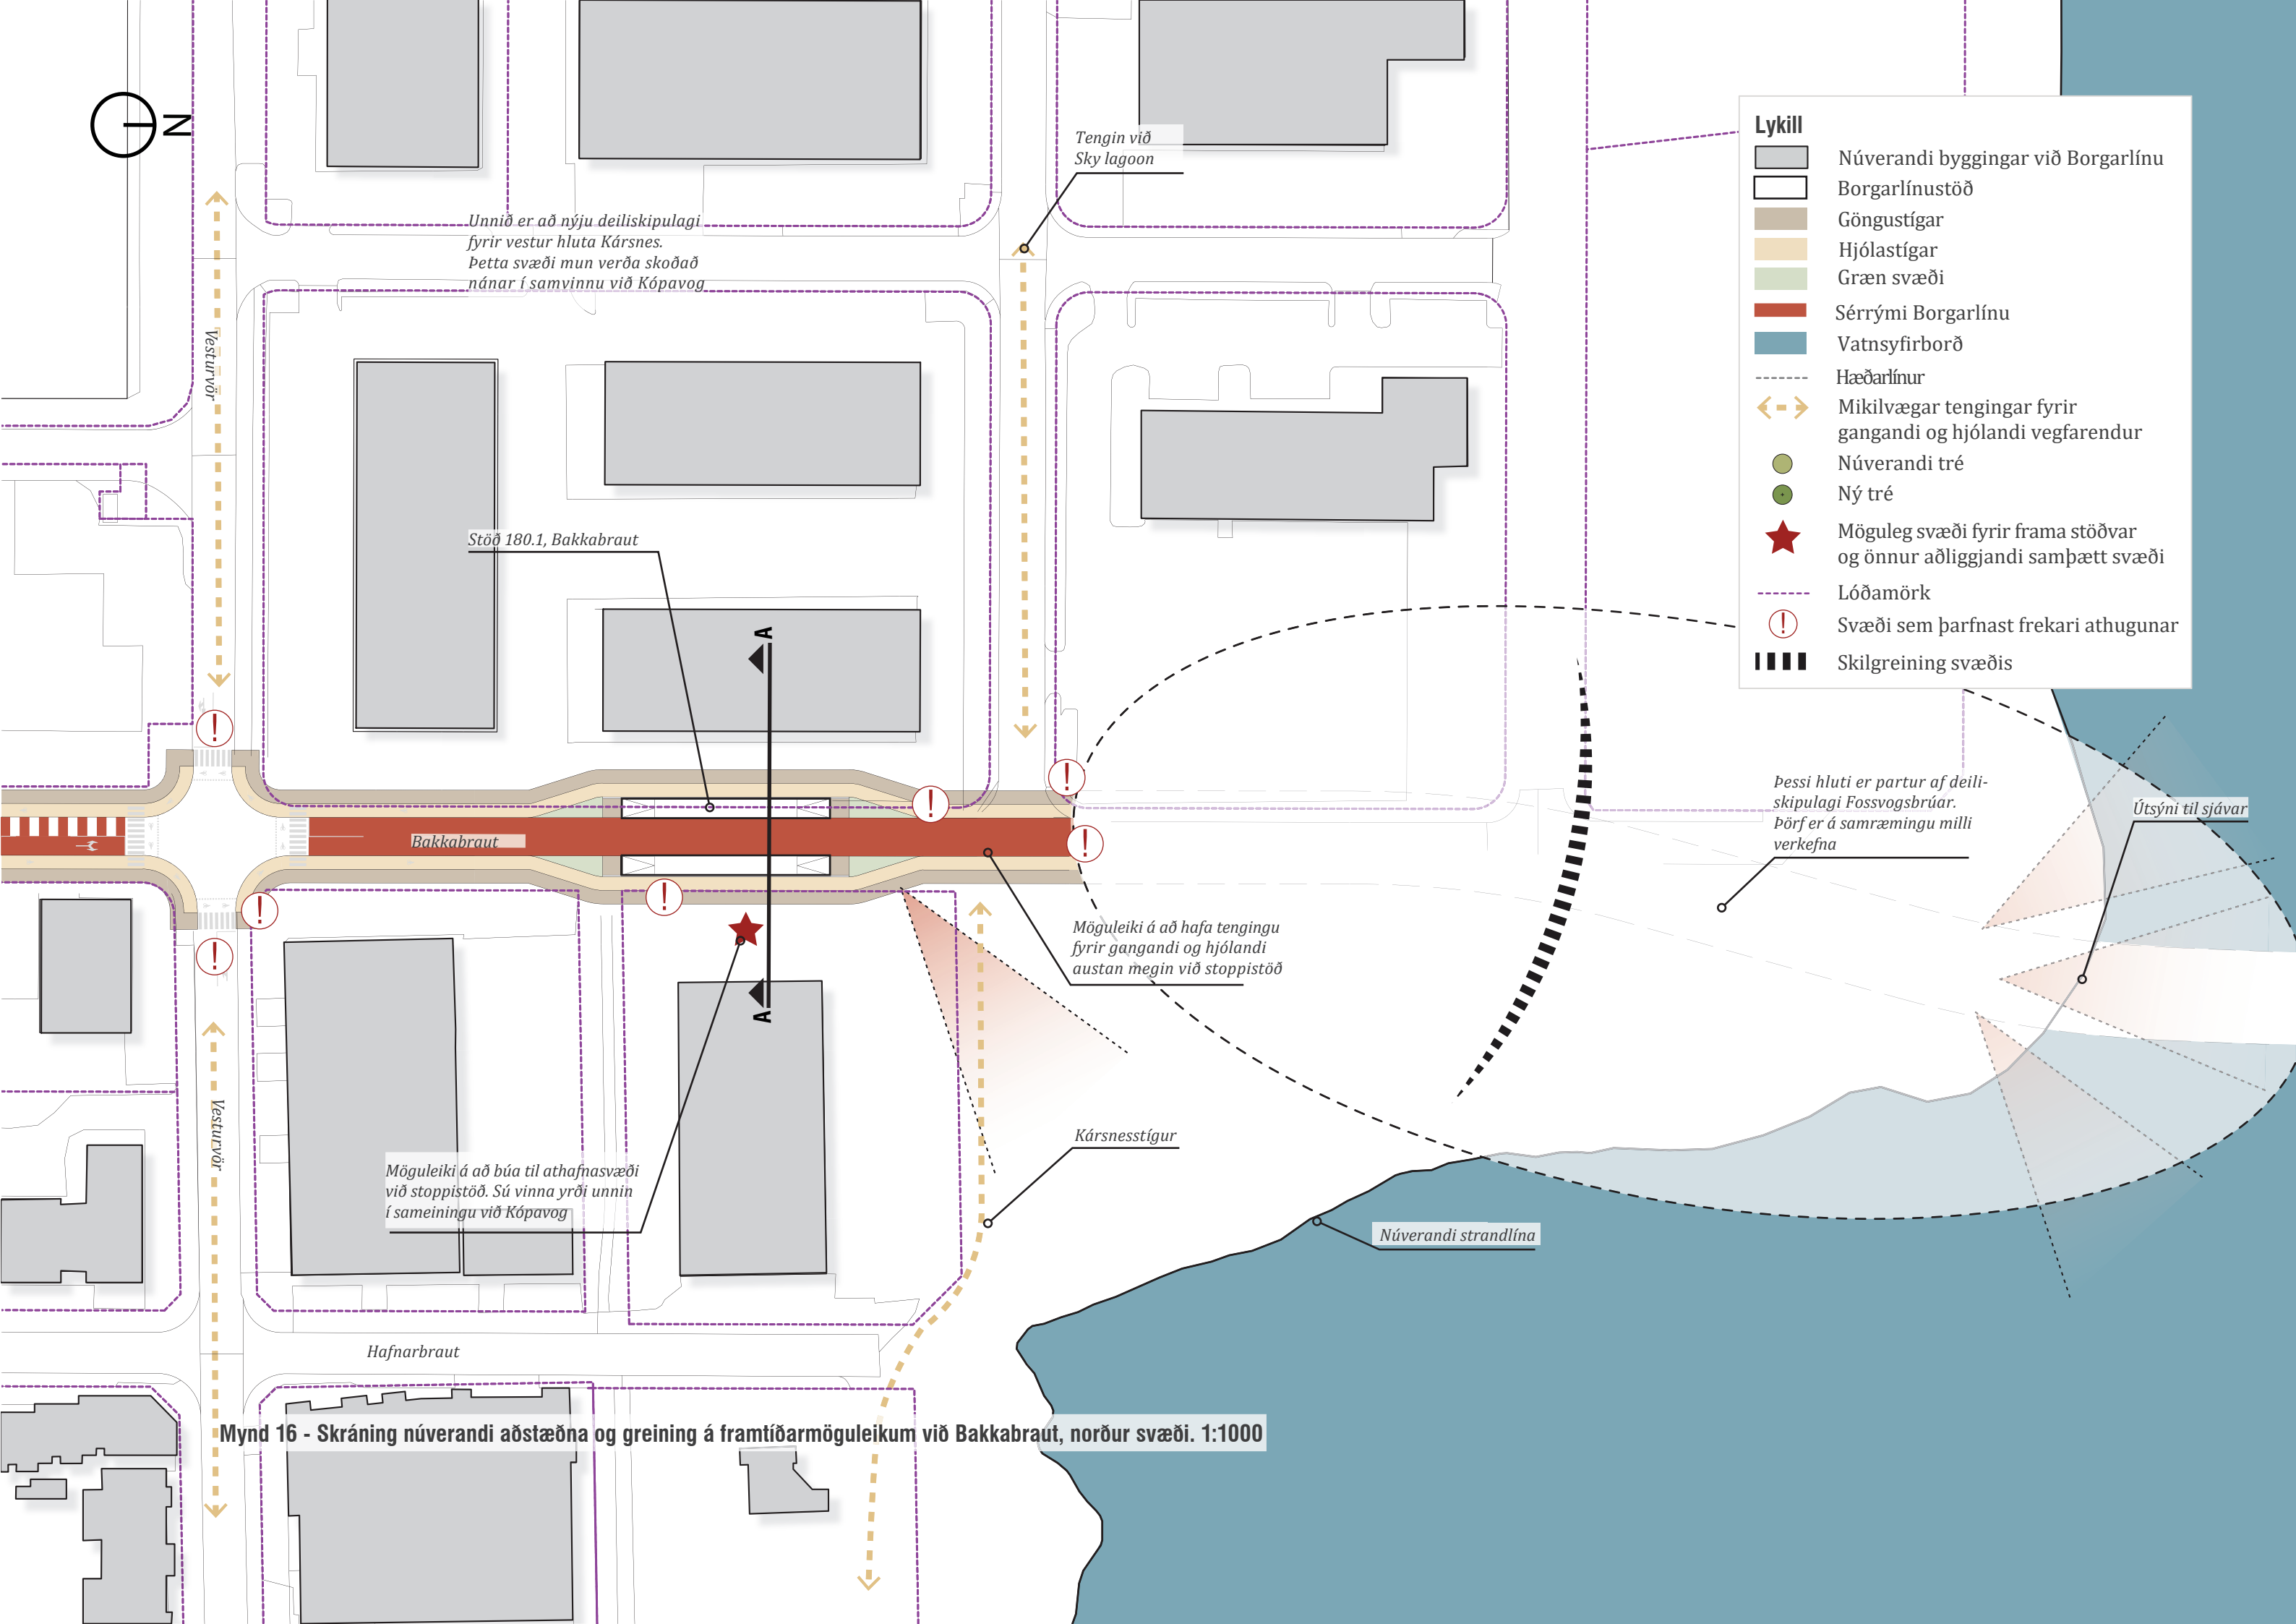 N
Tengin við
Sky lagoon
Unnið er að nýju deiliskipulagi
fyrir vestur hluta Kársnes.
Þetta svæði mun verða skoðað
nánar í samvinnu við Kópavog
Vesturvör
Stöð 180.1, Bakkabraut
A
Bakkabraut
Lykill
Núverandi byggingar við Borgarlínu
Borgarlínustöð
Göngustígar
Hjólastígar
Græn svæði
Sérrými Borgarlínu
Vatnsyfirborð
Hæðarlínur
Mikilvægar tengingar fyrir
gangandi og hjólandi vegfarendur
Núverandi tré
Ný tré
Möguleg svæði fyrir frama stöðvar
og önnur aðliggjandi samþætt svæði
Lóðamörk
! Svæði sem þarfnast frekari athugunar
Skilgreining svæðis
!
!
!
!
!
!
!
Þessi hluti er partur af deili-
skipulagi Fossvogsbrúar.
Þörf er á samræmingu milli
verkefna
Útsýni til sjávar
Möguleiki á að hafa tengingu
fyrir gangandi og hjólandi
austan megin við stoppistöð
A
Kársnesstígur
Vesturvör
Möguleiki á að búa til athafnasvæði
við stoppistöð. Sú vinna yrði unnin
í sameiningu við Kópavog
Núverandi strandlína
Hafnarbraut
Mynd 16 - Skráning núverandi aðstæðna og greining á framtíðarmöguleikum við Bakkabraut, norður svæði. 1:1000